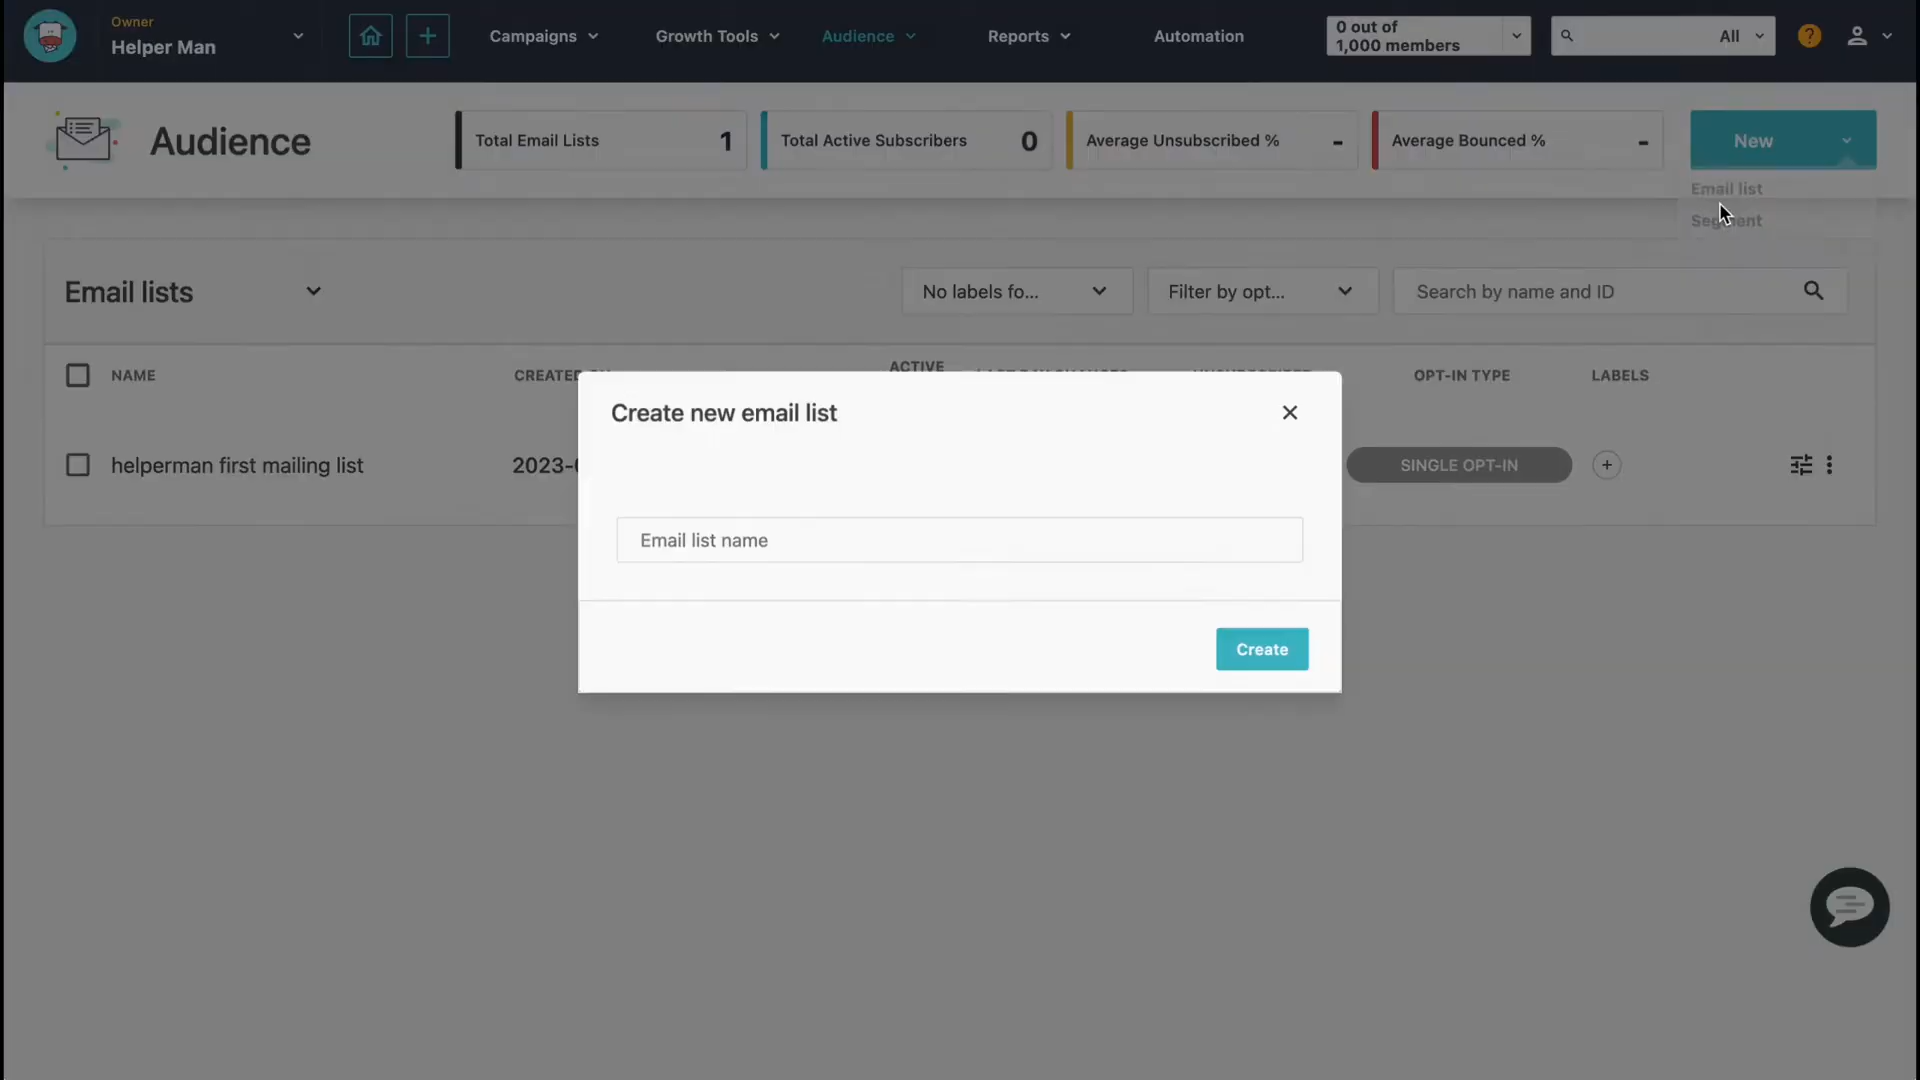 Owner
Helper Man
Campaigns
Growth Tools
Audience
Reports
Automation
0 out of
1,000 members
All
?
Audience
Total Email Lists 1
Total Active Subscribers 0
Average Unsubscribed % -
Average Bounced % -
New
Email list
Segment
Email lists
No labels fo...
Filter by opt...
Search by name and ID
NAME
ACTIVE
OPT-IN TYPE
LABELS
helperman first mailing list
SINGLE OPT-IN
Create new email list
Email list name
Create